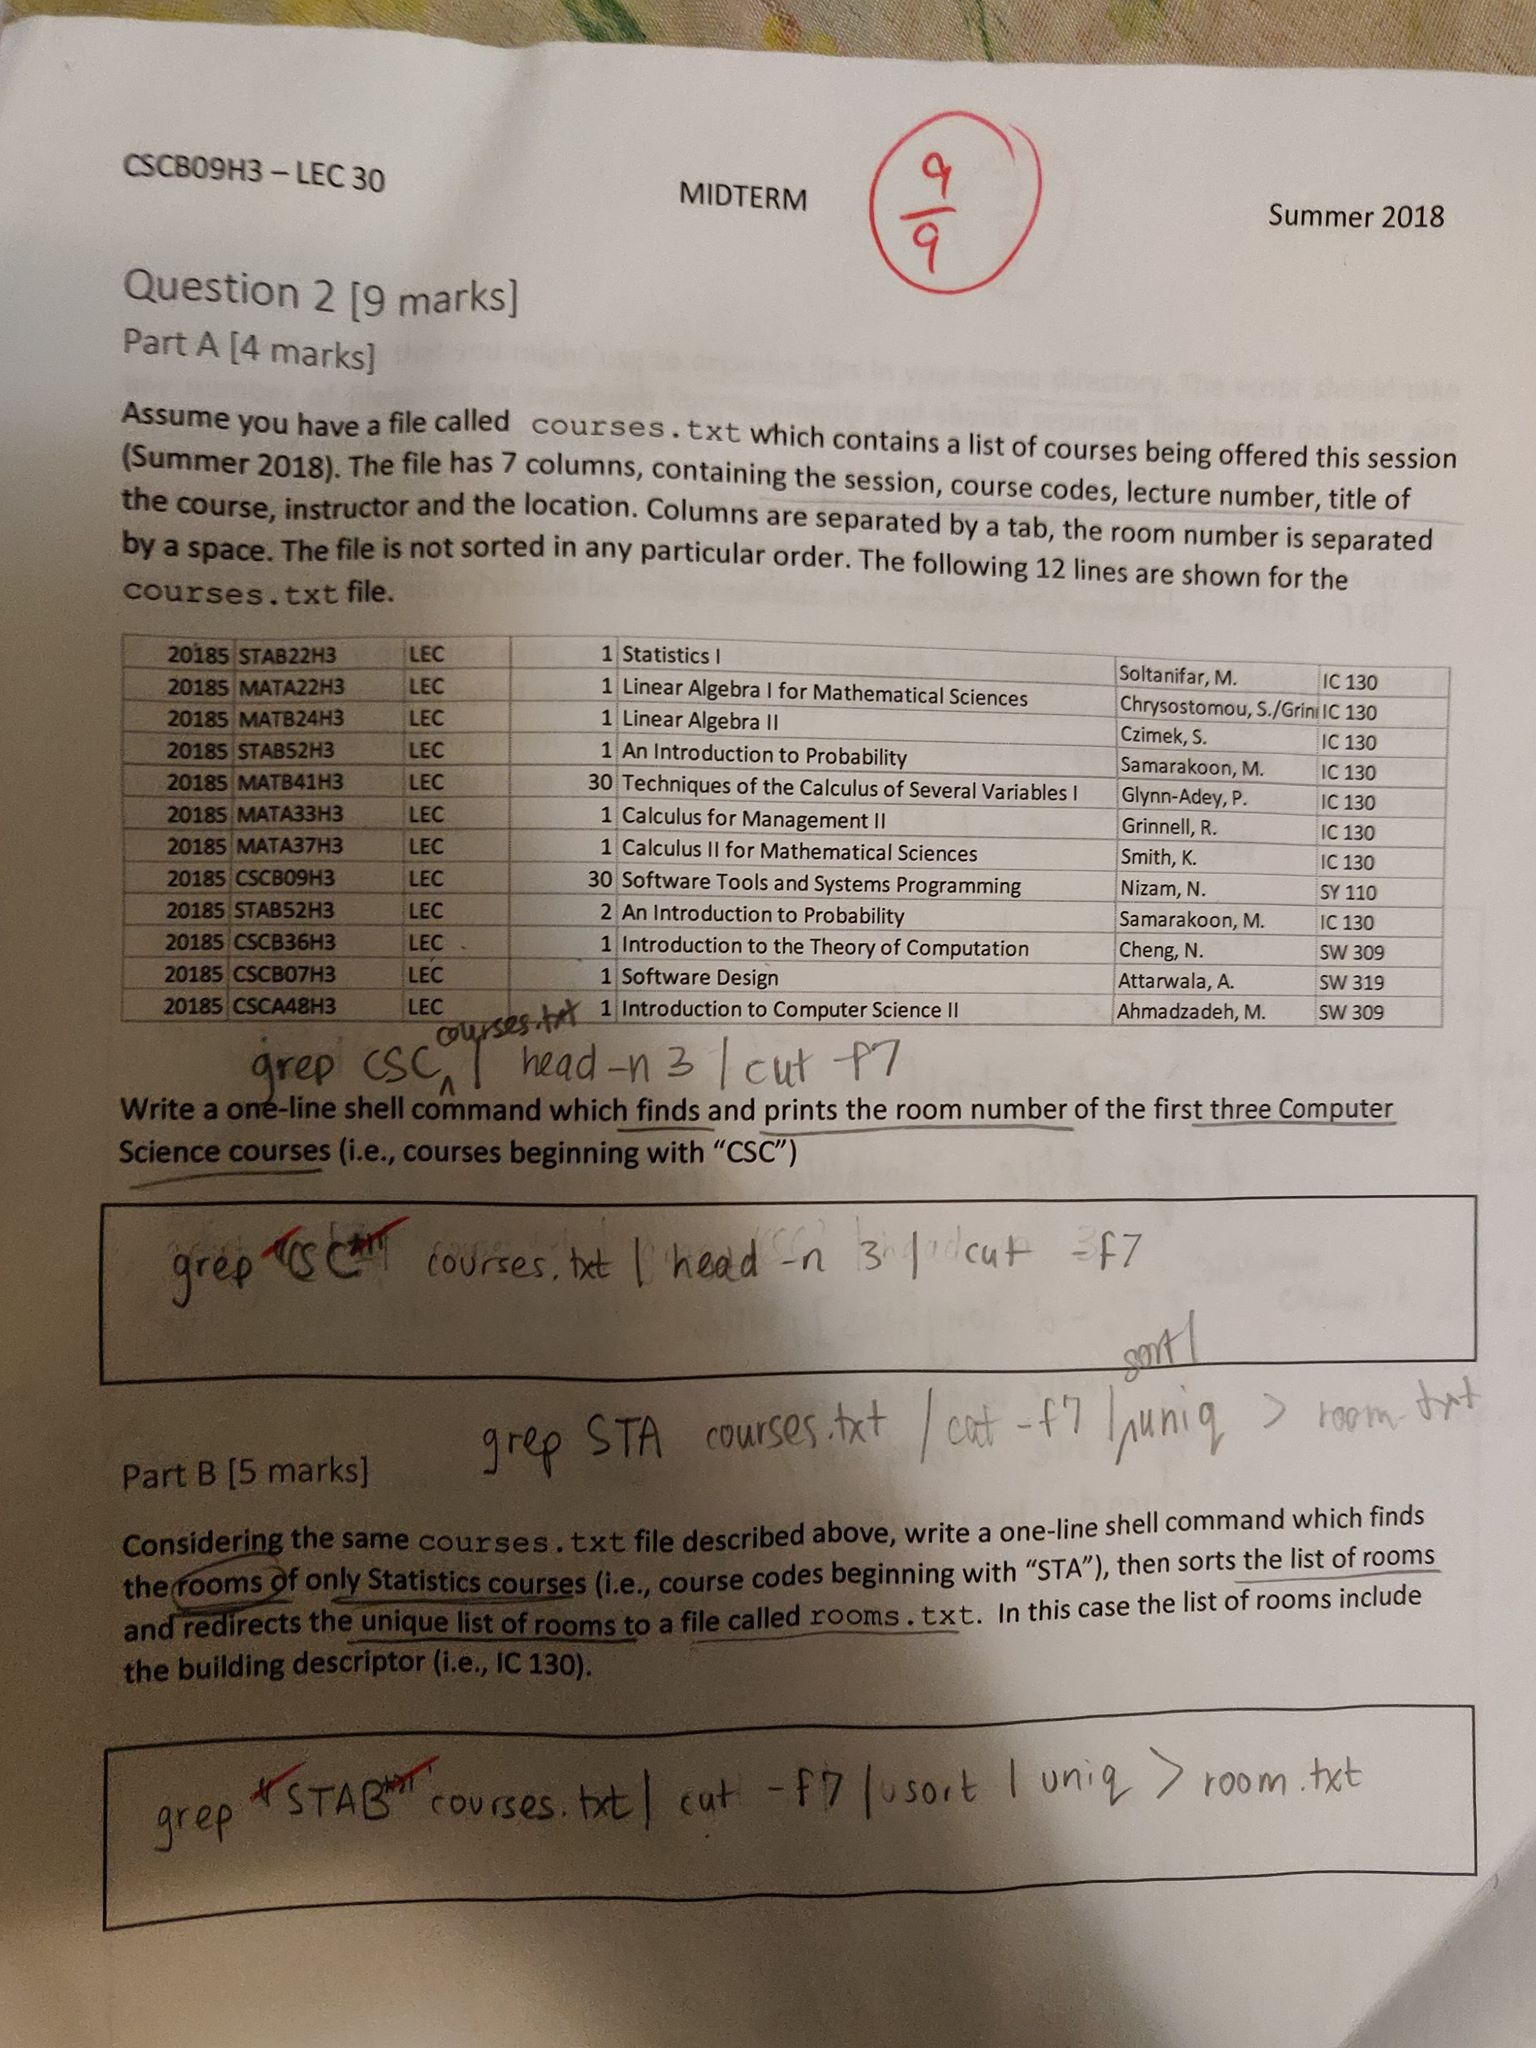 CSCB09H3 – LEC 30
MIDTERM
9
9
Summer 2018
Question 2 [9 marks]
Part A [4 marks]
Assume you have a file called courses.txt which contains a list of courses being offered this session
(Summer 2018). The file has 7 columns, containing the session, course codes, lecture number, title of
the course, instructor and the location. Columns are separated by a tab, the room number is separated
by a space. The file is not sorted in any particular order. The following 12 lines are shown for the
courses.txt file.
20185 STAB22H3 LEC 1 Statistics I Soltanifar, M. IC 130
20185 MATA22H3 LEC 1 Linear Algebra I for Mathematical Sciences Chrysostomou, S./Grin IC 130
20185 MATB24H3 LEC 1 Linear Algebra II Czimek, S. IC 130
20185 STAB52H3 LEC 1 An Introduction to Probability Samarakoon, M. IC 130
20185 MATB41H3 LEC 30 Techniques of the Calculus of Several Variables I Glynn-Adey, P. IC 130
20185 MATA33H3 LEC 1 Calculus for Management II Grinnell, R. IC 130
20185 MATA37H3 LEC 1 Calculus II for Mathematical Sciences Smith, K. IC 130
20185 CSCB09H3 LEC 30 Software Tools and Systems Programming Nizam, N. SY 110
20185 STAB52H3 LEC 2 An Introduction to Probability Samarakoon, M. IC 130
20185 CSCB36H3 LEC 1 Introduction to the Theory of Computation Cheng, N. SW 309
20185 CSCB07H3 LEC 1 Software Design Attarwala, A. SW 319
20185 CSCA48H3 LEC 1 Introduction to Computer Science II Ahmadzadeh, M. SW 309
courses.txt
grep CSC | head -n 3 | cut -f7
Write a one-line shell command which finds and prints the room number of the first three Computer
Science courses (i.e., courses beginning with “CSC”)
grep CSC courses.txt | head -n 3 | cut -f7
sort |
grep STA courses.txt | cut -f7 | uniq > room.txt
Part B [5 marks]
Considering the same courses.txt file described above, write a one-line shell command which finds
the rooms of only Statistics courses (i.e., course codes beginning with “STA”), then sorts the list of rooms
and redirects the unique list of rooms to a file called rooms.txt. In this case the list of rooms include
the building descriptor (i.e., IC 130).
grep STAB courses.txt | cut -f7 | sort | uniq > room.txt